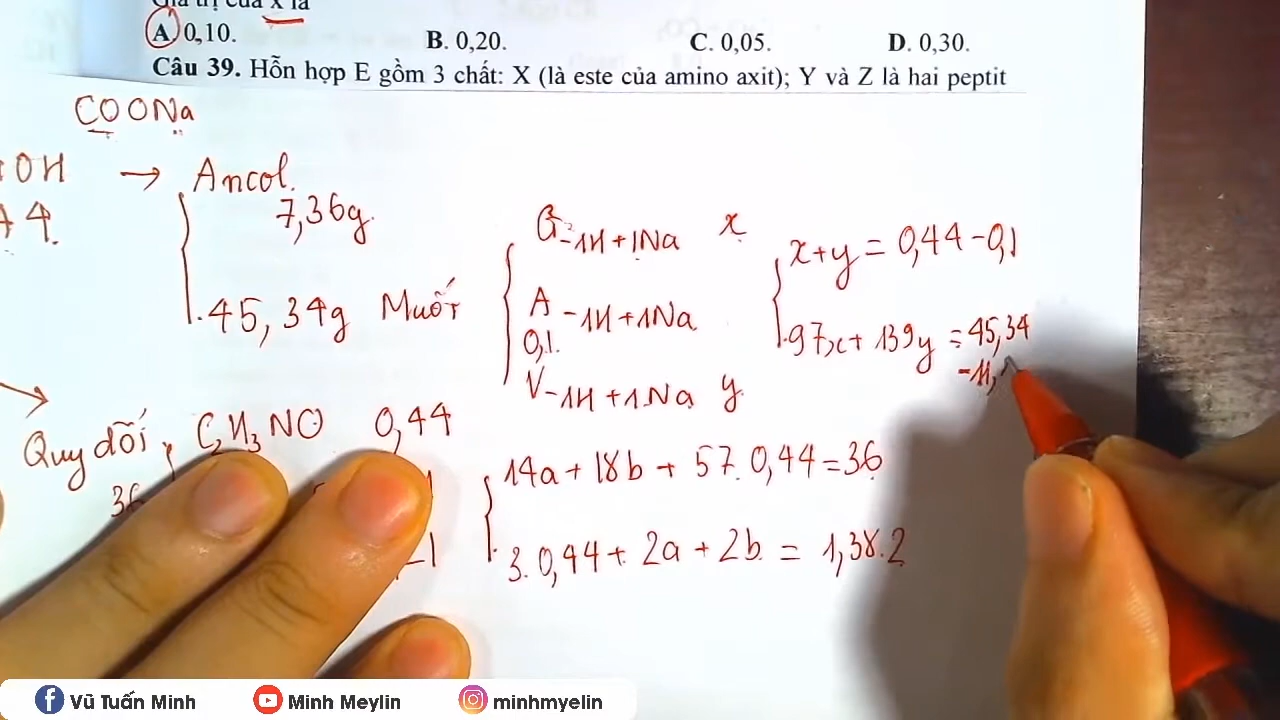 A 0,10. B. 0,20. C. 0,05. D. 0,30.
Câu 39. Hỗn hợp E gồm 3 chất: X (là este của amino axit); Y và Z là hai peptit
COONa
OH → Ancol.
7,36g.
4.
45,34g Muối
G-1H+1Na x
A -1H+1Na
0,1.
V-1H+1Na y
x+y = 0,44-0,1
97x+139y = 45,34
-11,
Quy đổi C2H3NO 0,44
36
14a+18b+57.0,44=36
3.0,44+2a+2b = 1,38.2
Vũ Tuấn Minh Minh Meylin minhmyelin